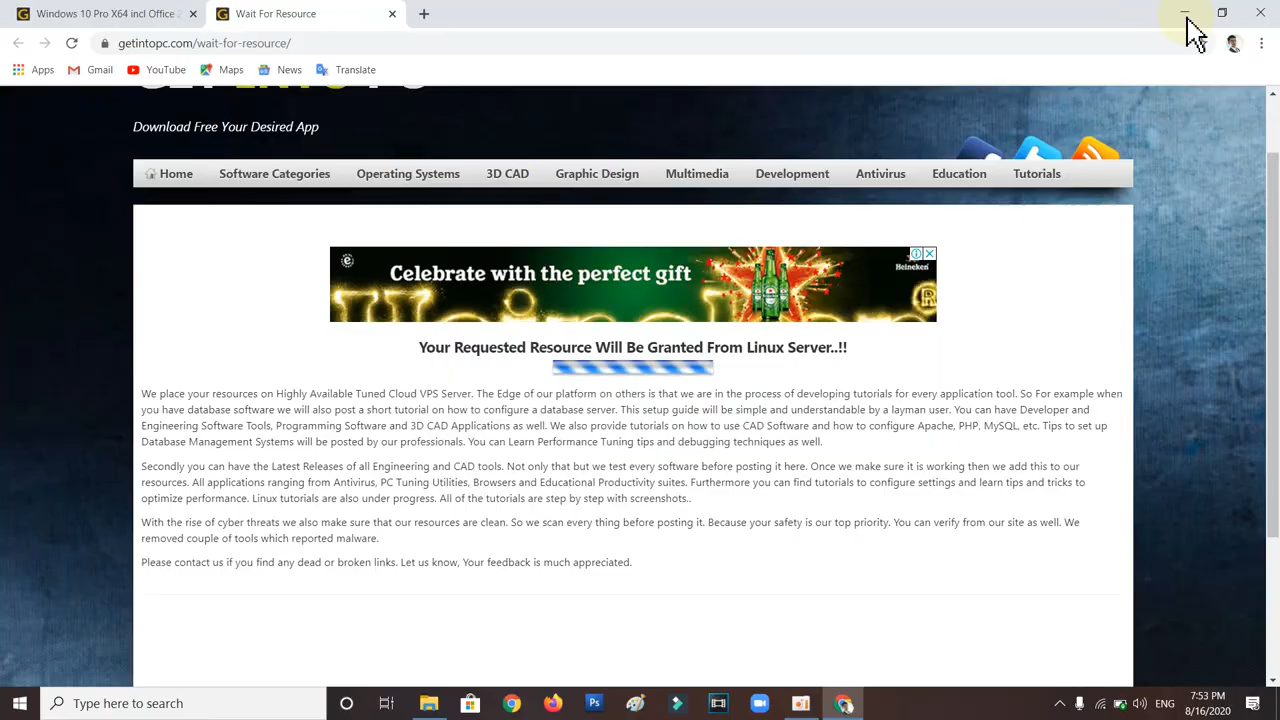 Windows 10 Pro X64 incl Office
Wait For Resource
getintopc.com/wait-for-resource/
Apps
Gmail
YouTube
Maps
News
Translate
Download Free Your Desired App
Home
Software Categories
Operating Systems
3D CAD
Graphic Design
Multimedia
Development
Antivirus
Education
Tutorials
Celebrate with the perfect gift
Heineken
Your Requested Resource Will Be Granted From Linux Server..!!
We place your resources on Highly Available Tuned Cloud VPS Server. The Edge of our platform on others is that we are in the process of developing tutorials for every application tool. So For example when
you have database software we will also post a short tutorial on how to configure a database server. This setup guide will be simple and understandable by a layman user. You can have Developer and
Engineering Software Tools, Programming Software and 3D CAD Applications as well. We also provide tutorials on how to use CAD Software and how to configure Apache, PHP, MySQL, etc. Tips to set up
Database Management Systems will be posted by our professionals. You can Learn Performance Tuning tips and debugging techniques as well.
Secondly you can have the Latest Releases of all Engineering and CAD tools. Not only that but we test every software before posting it here. Once we make sure it is working then we add this to our
resources. All applications ranging from Antivirus, PC Tuning Utilities, Browsers and Educational Productivity suites. Furthermore you can find tutorials to configure settings and learn tips and tricks to
optimize performance. Linux tutorials are also under progress. All of the tutorials are step by step with screenshots..
With the rise of cyber threats we also make sure that our resources are clean. So we scan every thing before posting it. Because your safety is our top priority. You can verify from our site as well. We
removed couple of tools which reported malware.
Please contact us if you find any dead or broken links. Let us know, Your feedback is much appreciated.
Type here to search
Ps
ENG
7:53 PM
8/16/2020